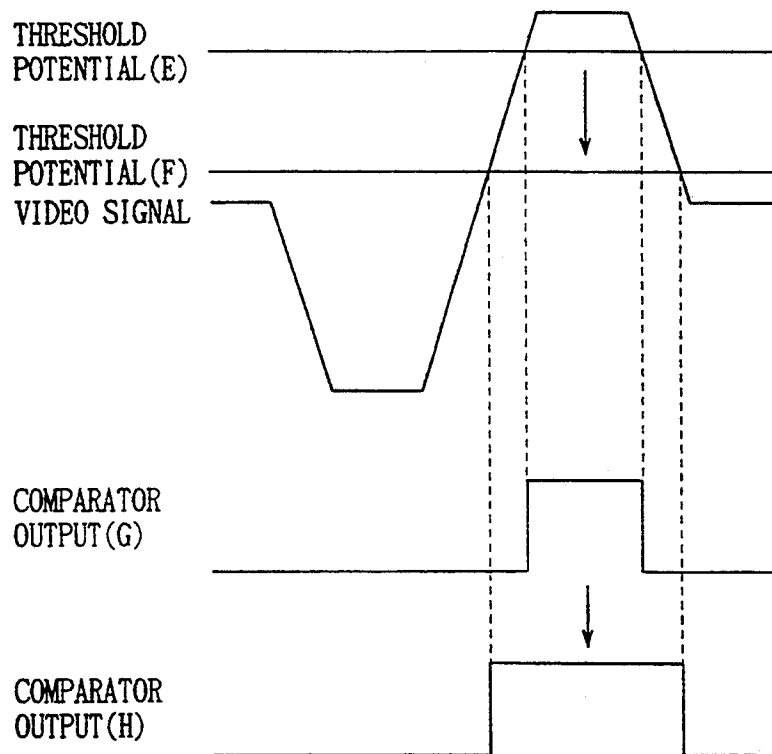 THRESHOLD
POTENTIAL(E)
THRESHOLD
POTENTIAL(F)
VIDEO SIGNAL
COMPARATOR
OUTPUT(G)
COMPARATOR
OUTPUT(H)